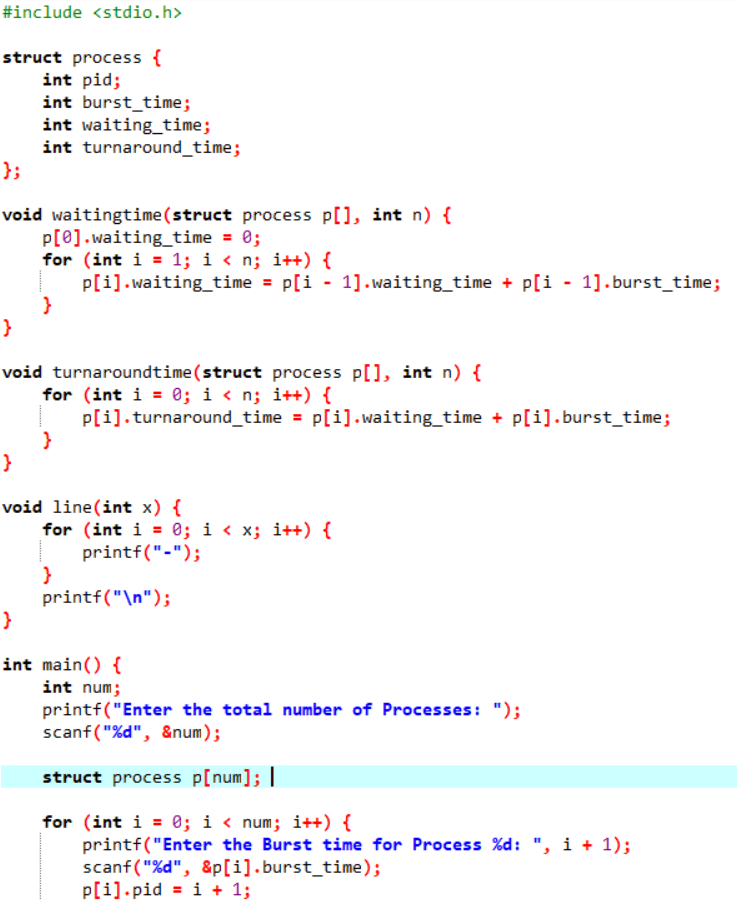 #include <stdio.h>

struct process {
    int pid;
    int burst_time;
    int waiting_time;
    int turnaround_time;
};

void waitingtime(struct process p[], int n) {
    p[0].waiting_time = 0;
    for (int i = 1; i < n; i++) {
        p[i].waiting_time = p[i - 1].waiting_time + p[i - 1].burst_time;
    }
}

void turnaroundtime(struct process p[], int n) {
    for (int i = 0; i < n; i++) {
        p[i].turnaround_time = p[i].waiting_time + p[i].burst_time;
    }
}

void line(int x) {
    for (int i = 0; i < x; i++) {
        printf("-");
    }
    printf("\n");
}

int main() {
    int num;
    printf("Enter the total number of Processes: ");
    scanf("%d", &num);

    struct process p[num];

    for (int i = 0; i < num; i++) {
        printf("Enter the Burst time for Process %d: ", i + 1);
        scanf("%d", &p[i].burst_time);
        p[i].pid = i + 1;